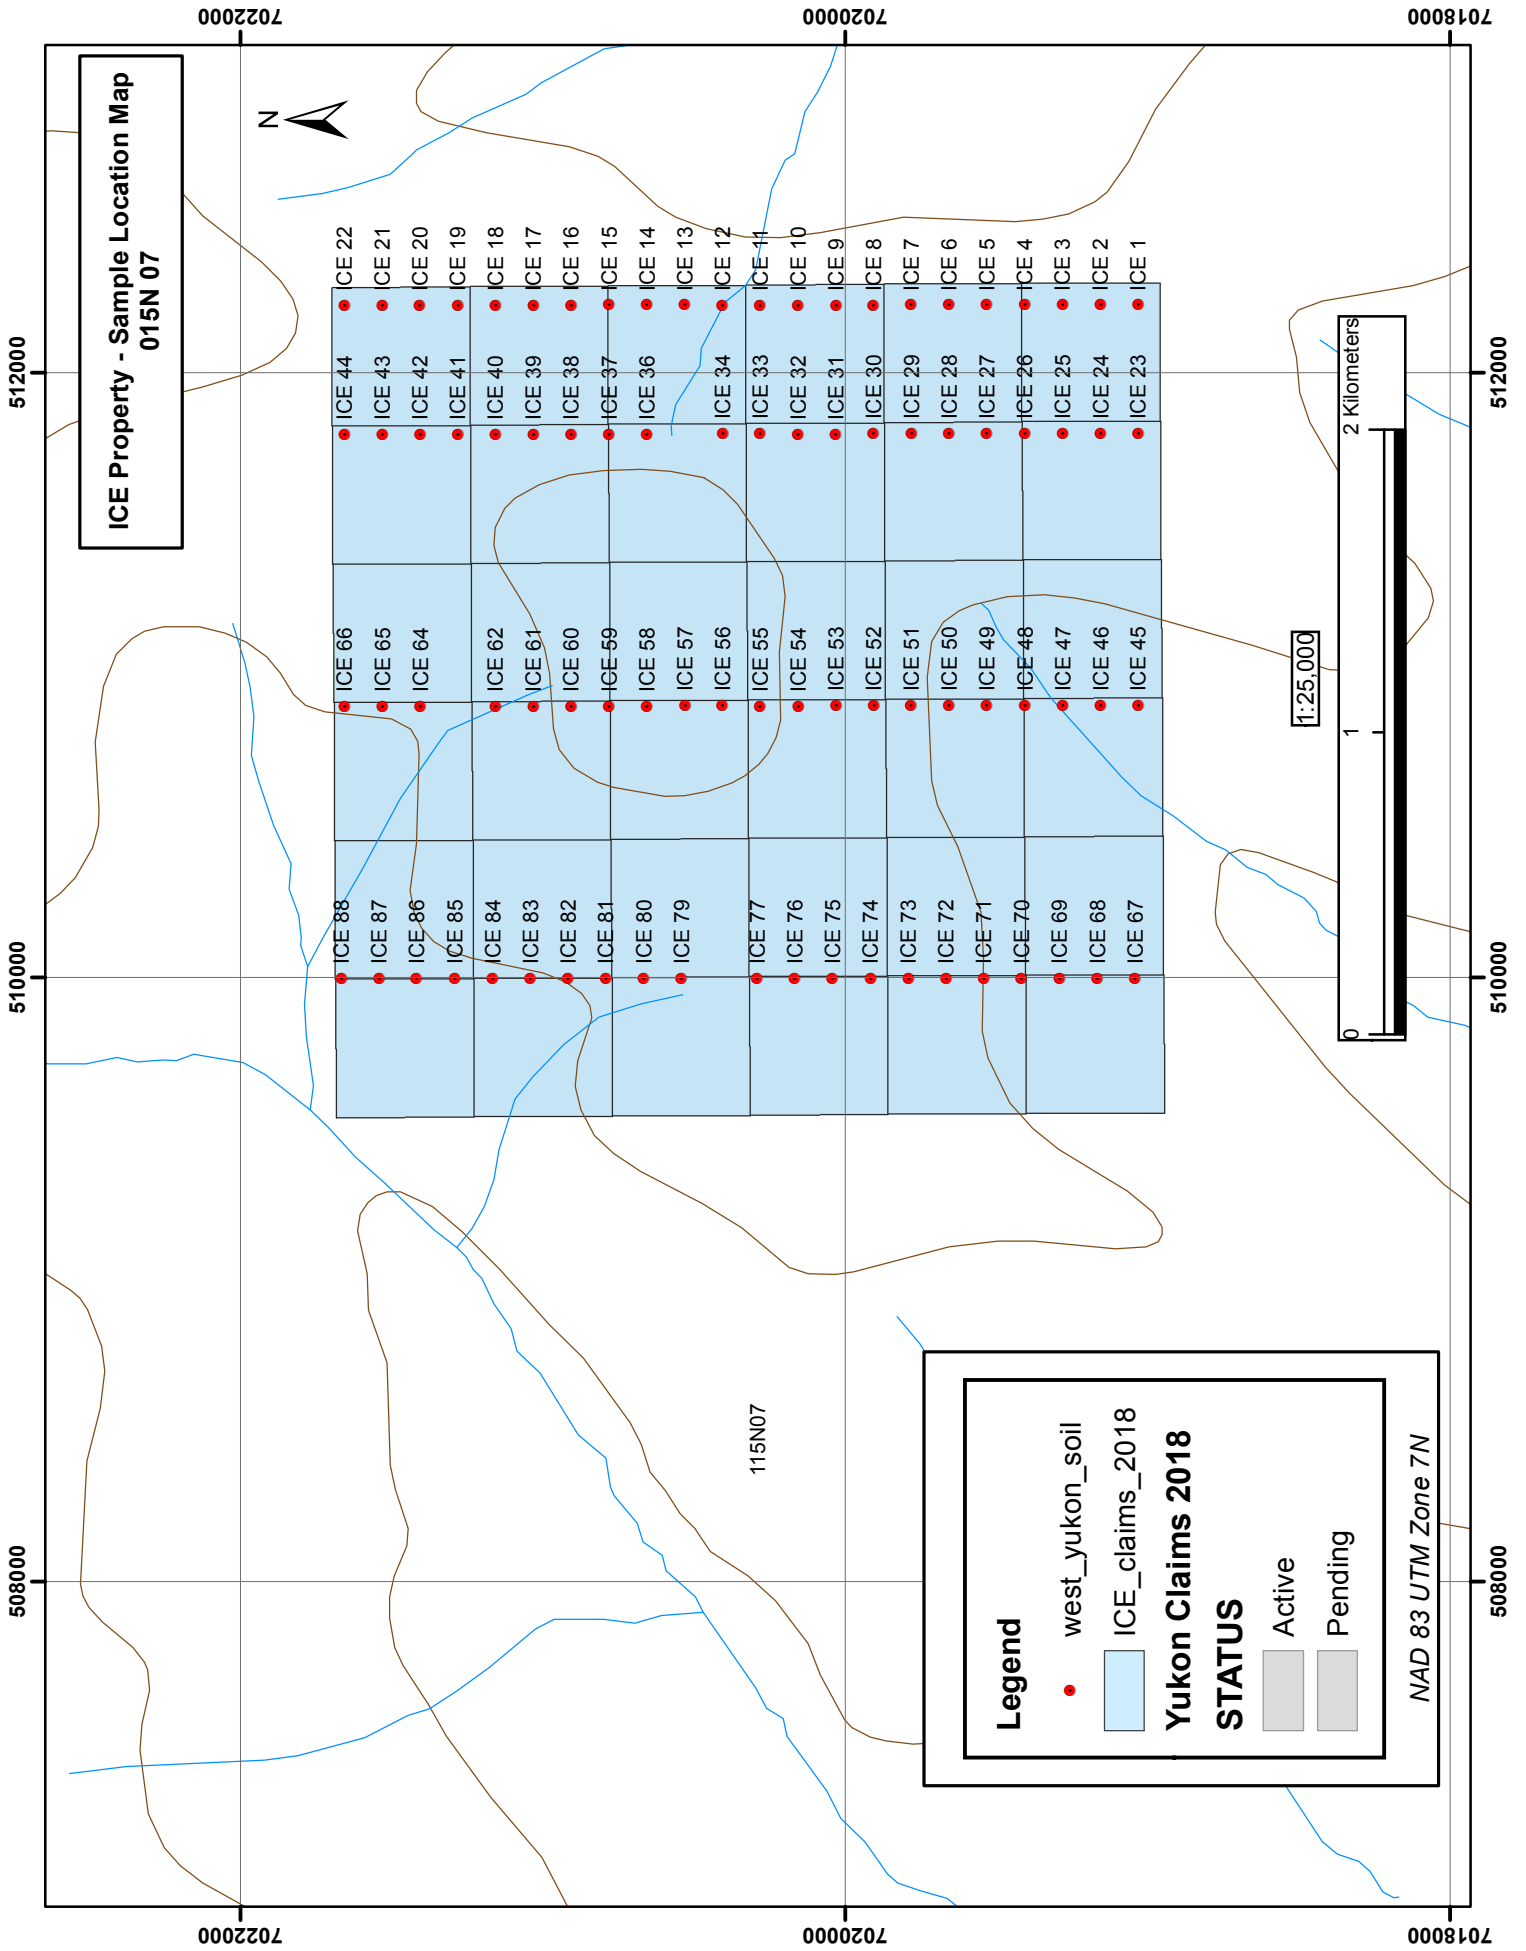 ICE Property - Sample Location Map
015N 07
N
508000
510000
512000
7022000
7020000
7018000
7022000
7020000
7018000
508000
510000
512000
ICE 88
ICE 87
ICE 86
ICE 85
ICE 84
ICE 83
ICE 82
ICE 81
ICE 80
ICE 79
ICE 77
ICE 76
ICE 75
ICE 74
ICE 73
ICE 72
ICE 71
ICE 70
ICE 69
ICE 68
ICE 67
ICE 66
ICE 65
ICE 64
ICE 62
ICE 61
ICE 60
ICE 59
ICE 58
ICE 57
ICE 56
ICE 55
ICE 54
ICE 53
ICE 52
ICE 51
ICE 50
ICE 49
ICE 48
ICE 47
ICE 46
ICE 45
ICE 44
ICE 43
ICE 42
ICE 41
ICE 40
ICE 39
ICE 38
ICE 37
ICE 36
ICE 34
ICE 33
ICE 32
ICE 31
ICE 30
ICE 29
ICE 28
ICE 27
ICE 26
ICE 25
ICE 24
ICE 23
ICE 22
ICE 21
ICE 20
ICE 19
ICE 18
ICE 17
ICE 16
ICE 15
ICE 14
ICE 13
ICE 12
ICE 11
ICE 10
ICE 9
ICE 8
ICE 7
ICE 6
ICE 5
ICE 4
ICE 3
ICE 2
ICE 1
115N07
Legend
west_yukon_soil
ICE_claims_2018
Yukon Claims 2018
STATUS
Active
Pending
NAD 83 UTM Zone 7N
1:25,000
0 1 2 Kilometers